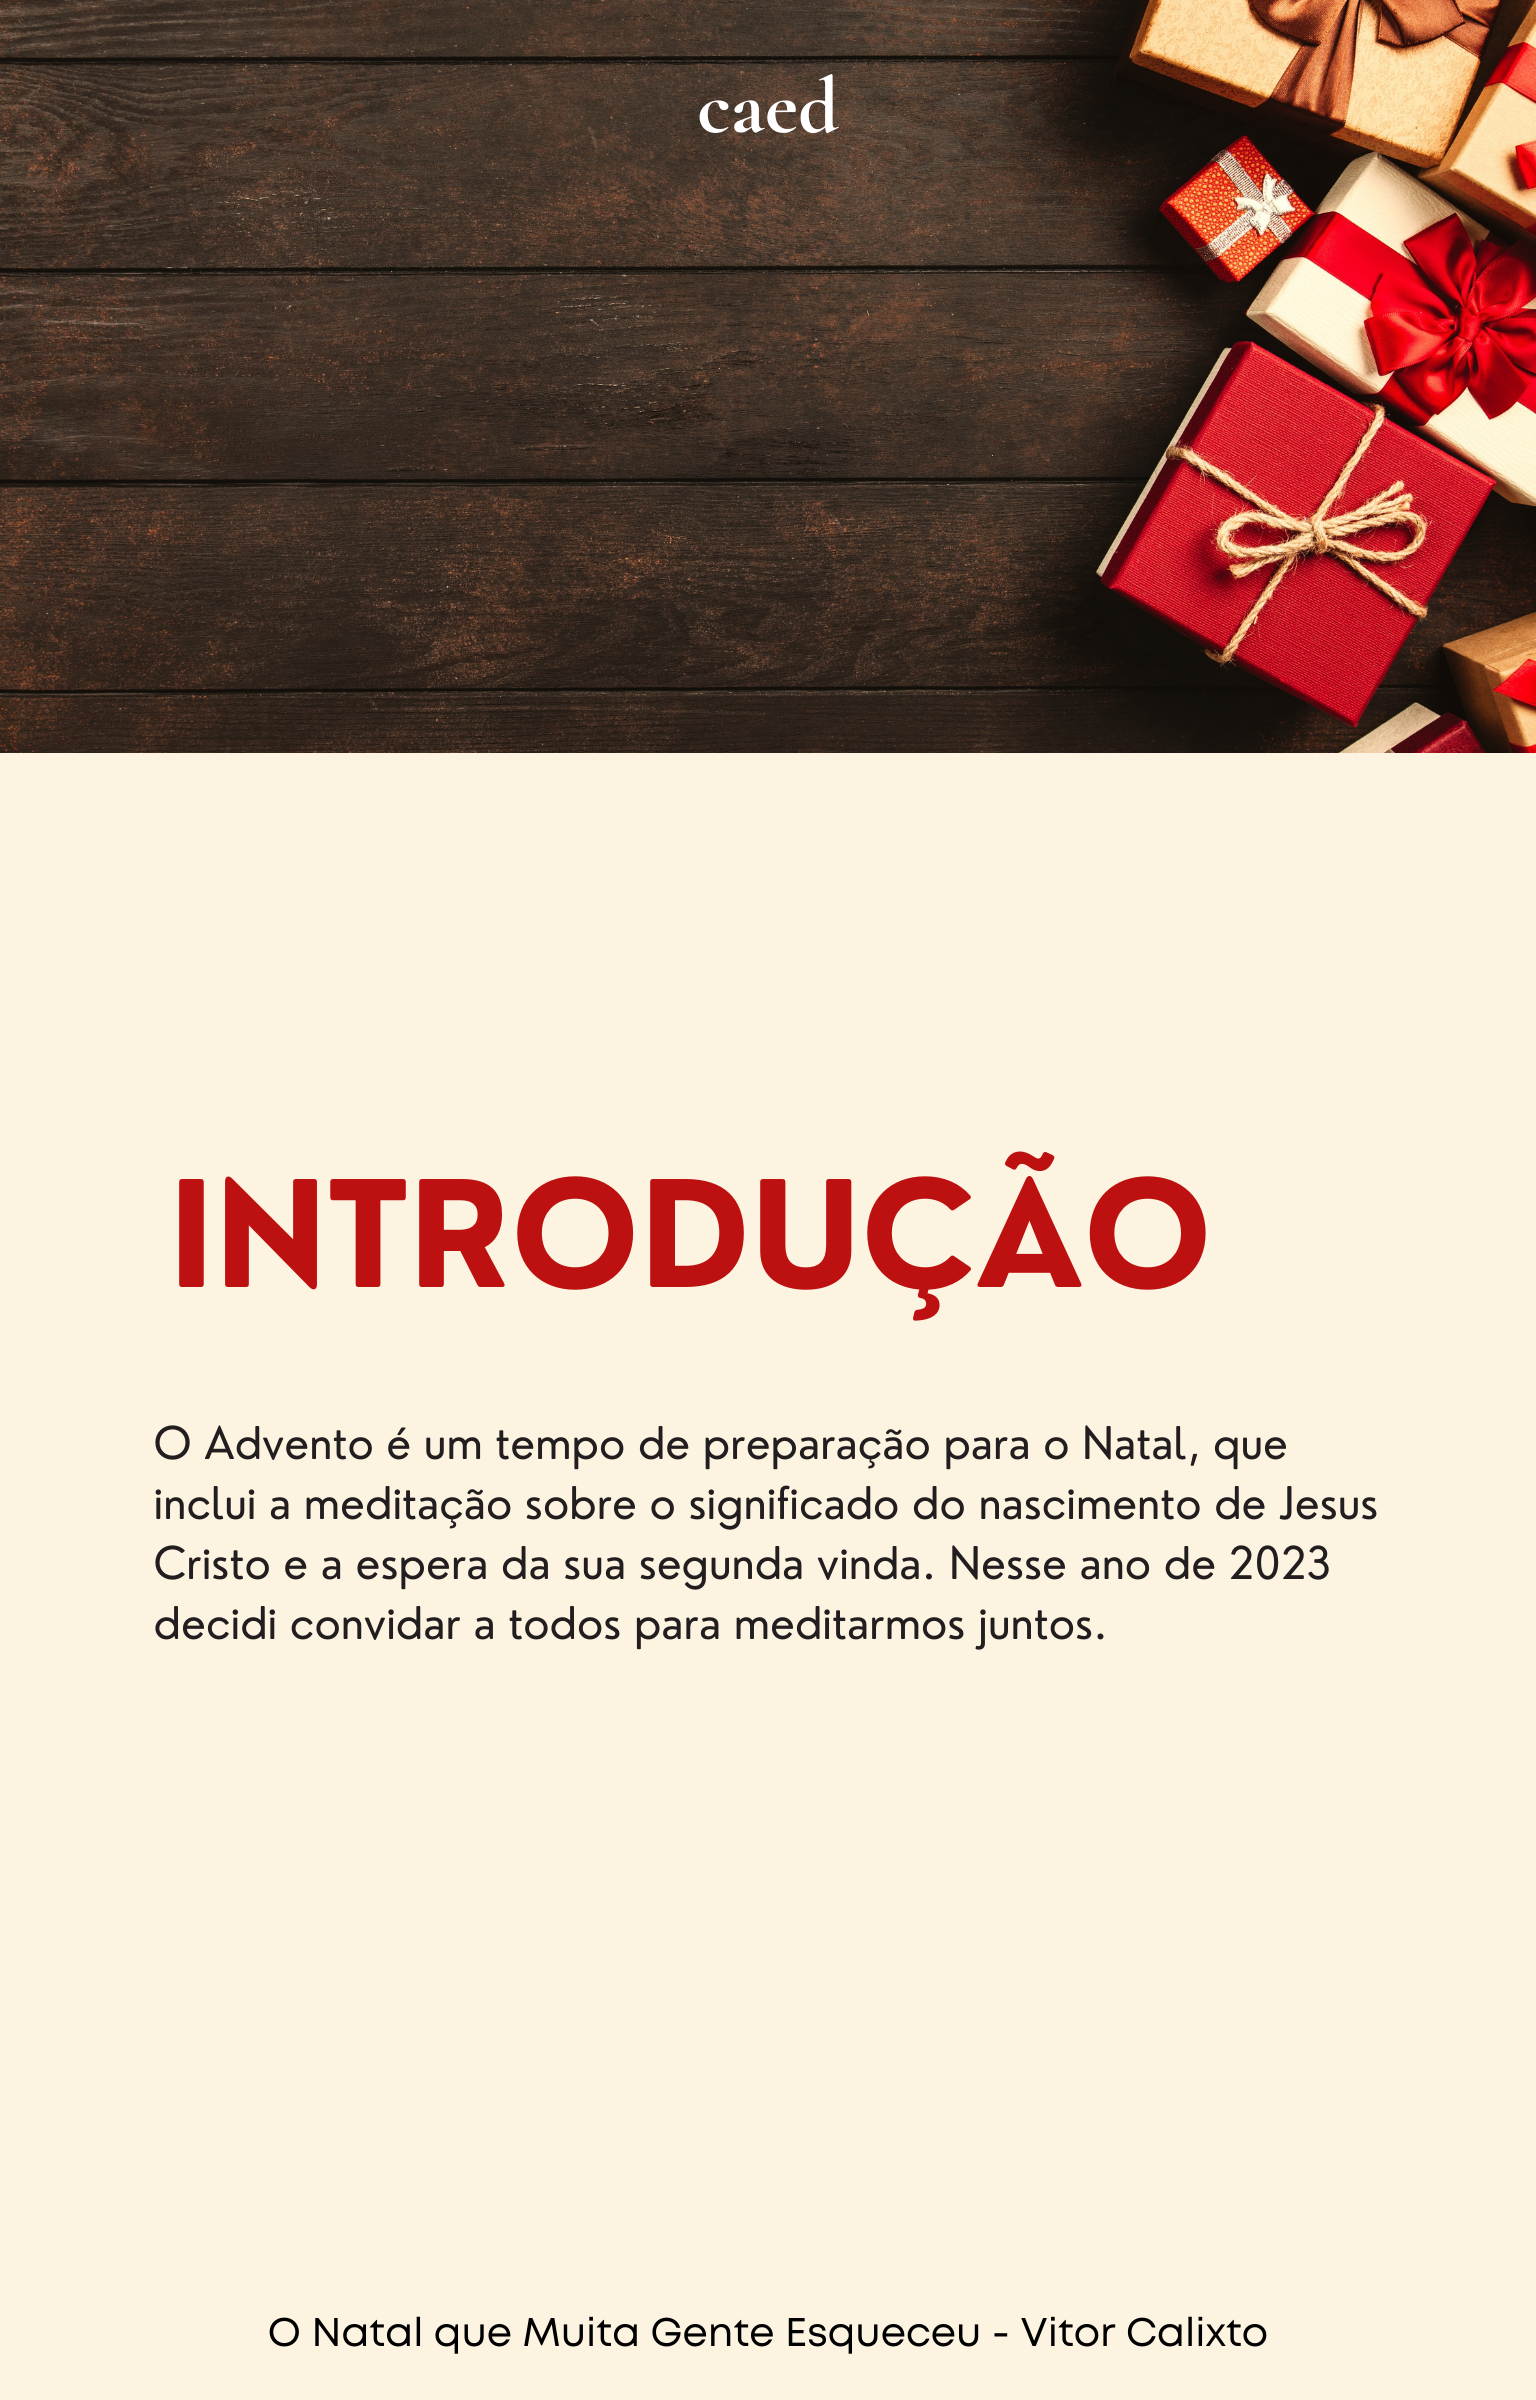 caed
INTRODUÇÃO
O Advento é um tempo de preparação para o Natal, que
inclui a meditação sobre o significado do nascimento de Jesus
Cristo e a espera da sua segunda vinda. Nesse ano de 2023
decidi convidar a todos para meditarmos juntos.
O Natal que Muita Gente Esqueceu - Vitor Calixto